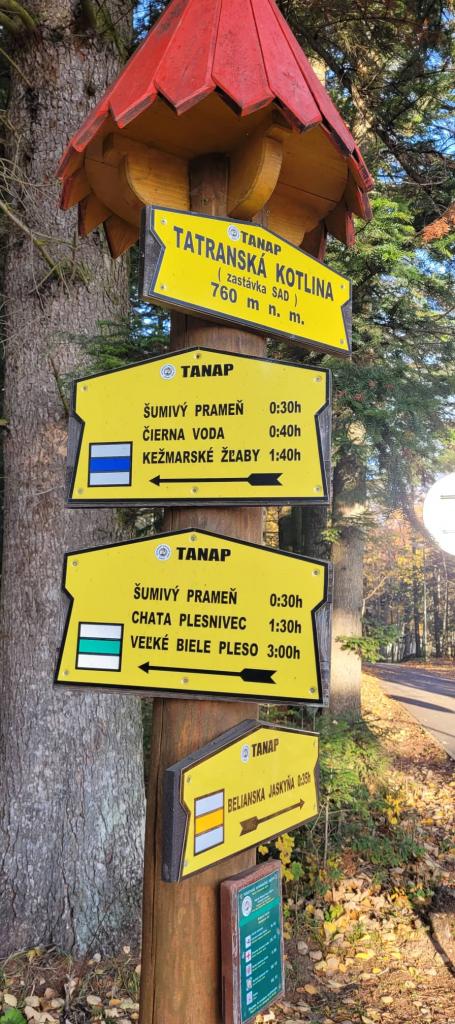 TANAP
TATRANSKÁ KOTLINA
( zastávka SAD )
760 m n. m.
TANAP
ŠUMIVÝ PRAMEŇ 0:30h
ČIERNA VODA 0:40h
KEŽMARSKÉ ŽĽABY 1:40h
TANAP
ŠUMIVÝ PRAMEŇ 0:30h
CHATA PLESNIVEC 1:30h
VEĽKÉ BIELE PLESO 3:00h
TANAP
BELIANSKA JASKYŇA 0:35h